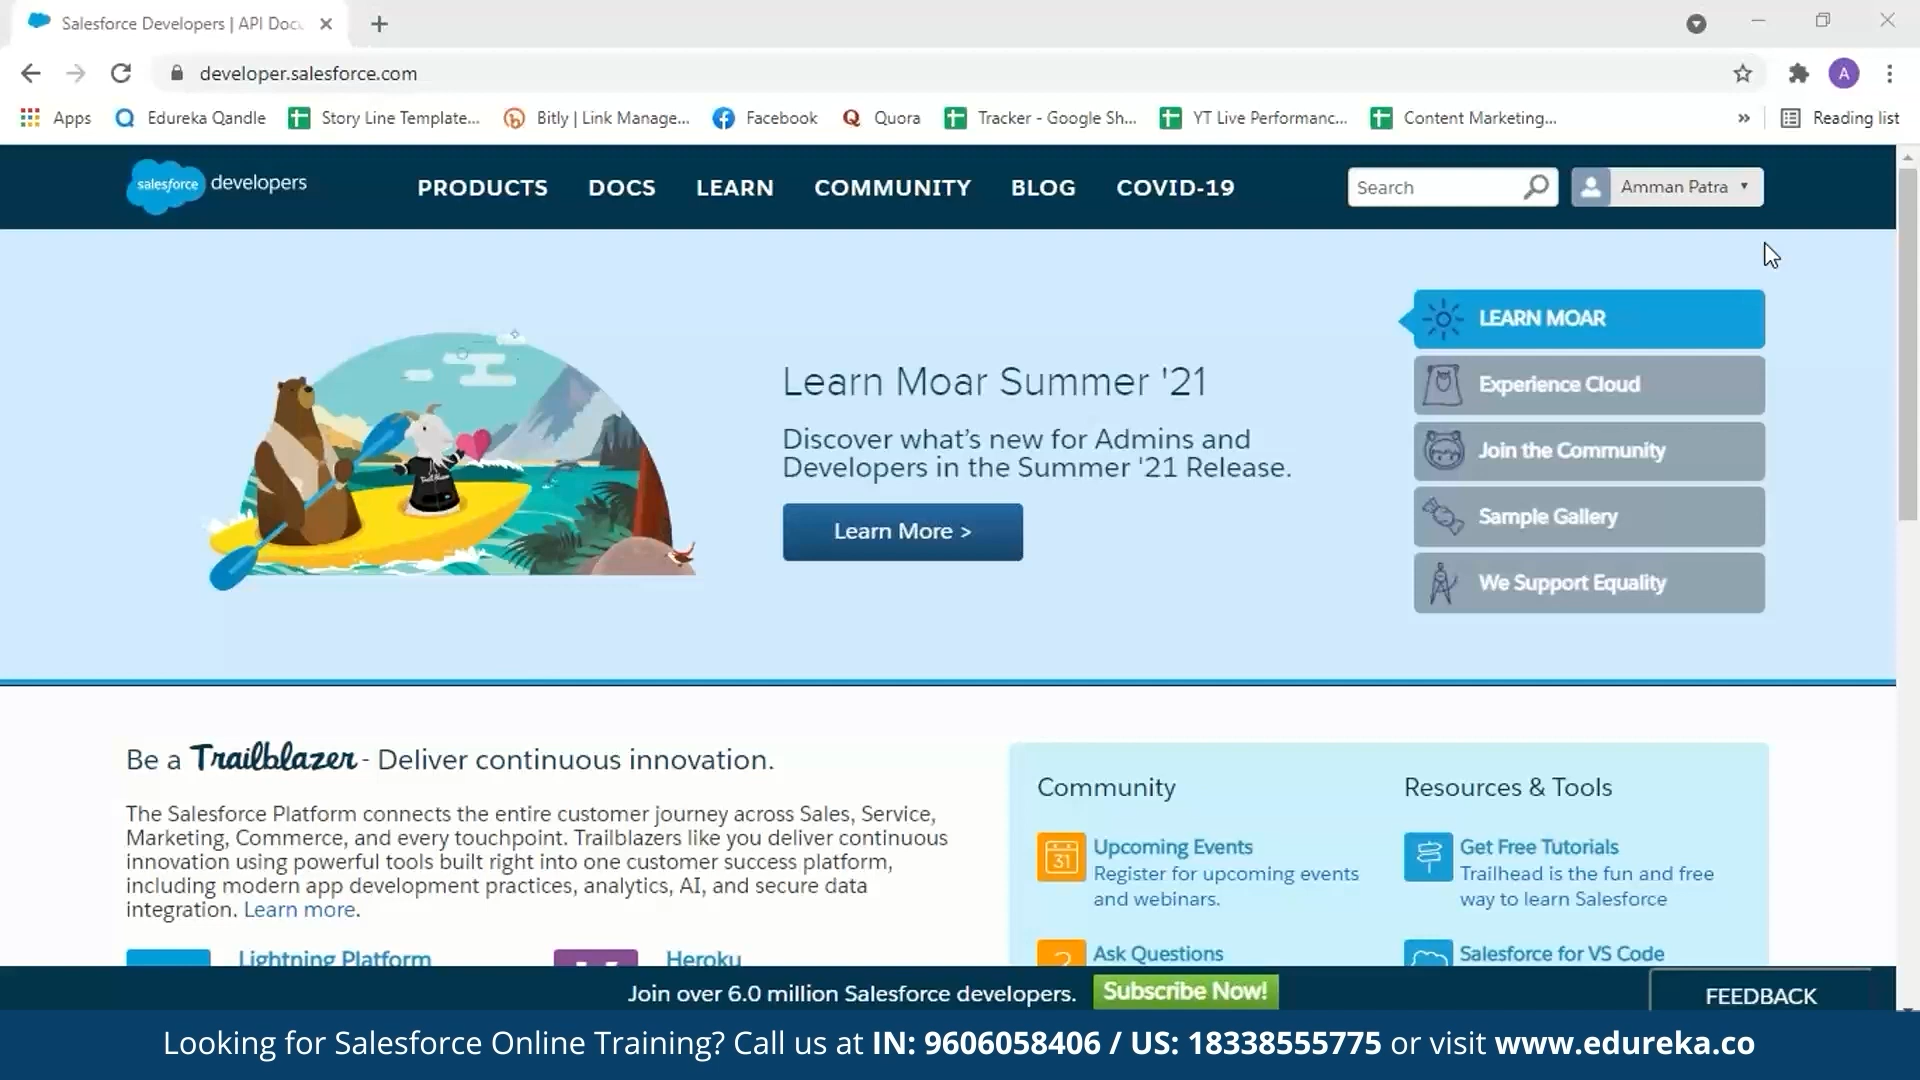 Salesforce Developers | API Docu
developer.salesforce.com
A
Apps
Edureka Qandle
Story Line Template...
Bitly | Link Manage...
Facebook
Quora
Tracker - Google Sh...
YT Live Performanc...
Content Marketing...
»
Reading list
salesforce developers
PRODUCTS
DOCS
LEARN
COMMUNITY
BLOG
COVID-19
Search
Amman Patra
LEARN MOAR
Experience Cloud
Join the Community
Sample Gallery
We Support Equality
Learn Moar Summer '21
Discover what's new for Admins and
Developers in the Summer '21 Release.
Learn More >
Be a Trailblazer - Deliver continuous innovation.
The Salesforce Platform connects the entire customer journey across Sales, Service,
Marketing, Commerce, and every touchpoint. Trailblazers like you deliver continuous
innovation using powerful tools built right into one customer success platform,
including modern app development practices, analytics, AI, and secure data
integration. Learn more.
Lightning Platform
Heroku
Community
31
Upcoming Events
Register for upcoming events
and webinars.
?
Ask Questions
Resources & Tools
Get Free Tutorials
Trailhead is the fun and free
way to learn Salesforce
Salesforce for VS Code
Join over 6.0 million Salesforce developers.
Subscribe Now!
FEEDBACK
Looking for Salesforce Online Training? Call us at IN: 9606058406 / US: 18338555775 or visit www.edureka.co